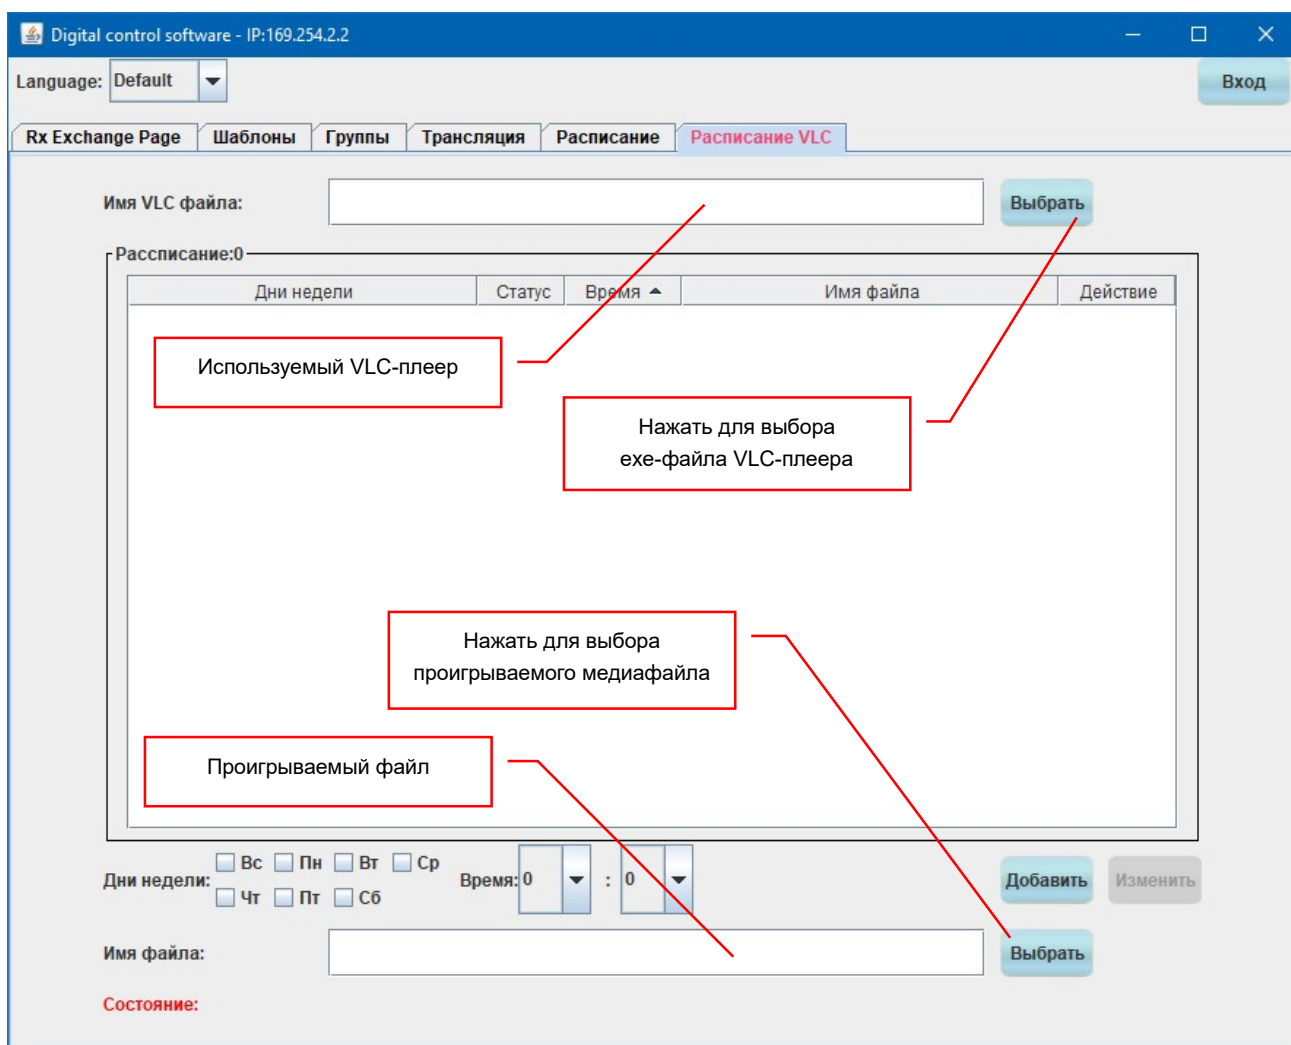 Digital control software - IP:169.254.2.2
Language: Default
Вход
Rx Exchange Page Шаблоны Группы Трансляция Расписание Расписание VLC
Имя VLC файла: Выбрать
Рассписание:0
Дни недели Статус Время Имя файла Действие
Используемый VLC-плеер
Нажать для выбора
exe-файла VLC-плеера
Нажать для выбора
проигрываемого медиафайла
Проигрываемый файл
Дни недели: Вс Пн Вт Ср
Чт Пт Сб
Время: 0 : 0
Добавить Изменить
Имя файла: Выбрать
Состояние: